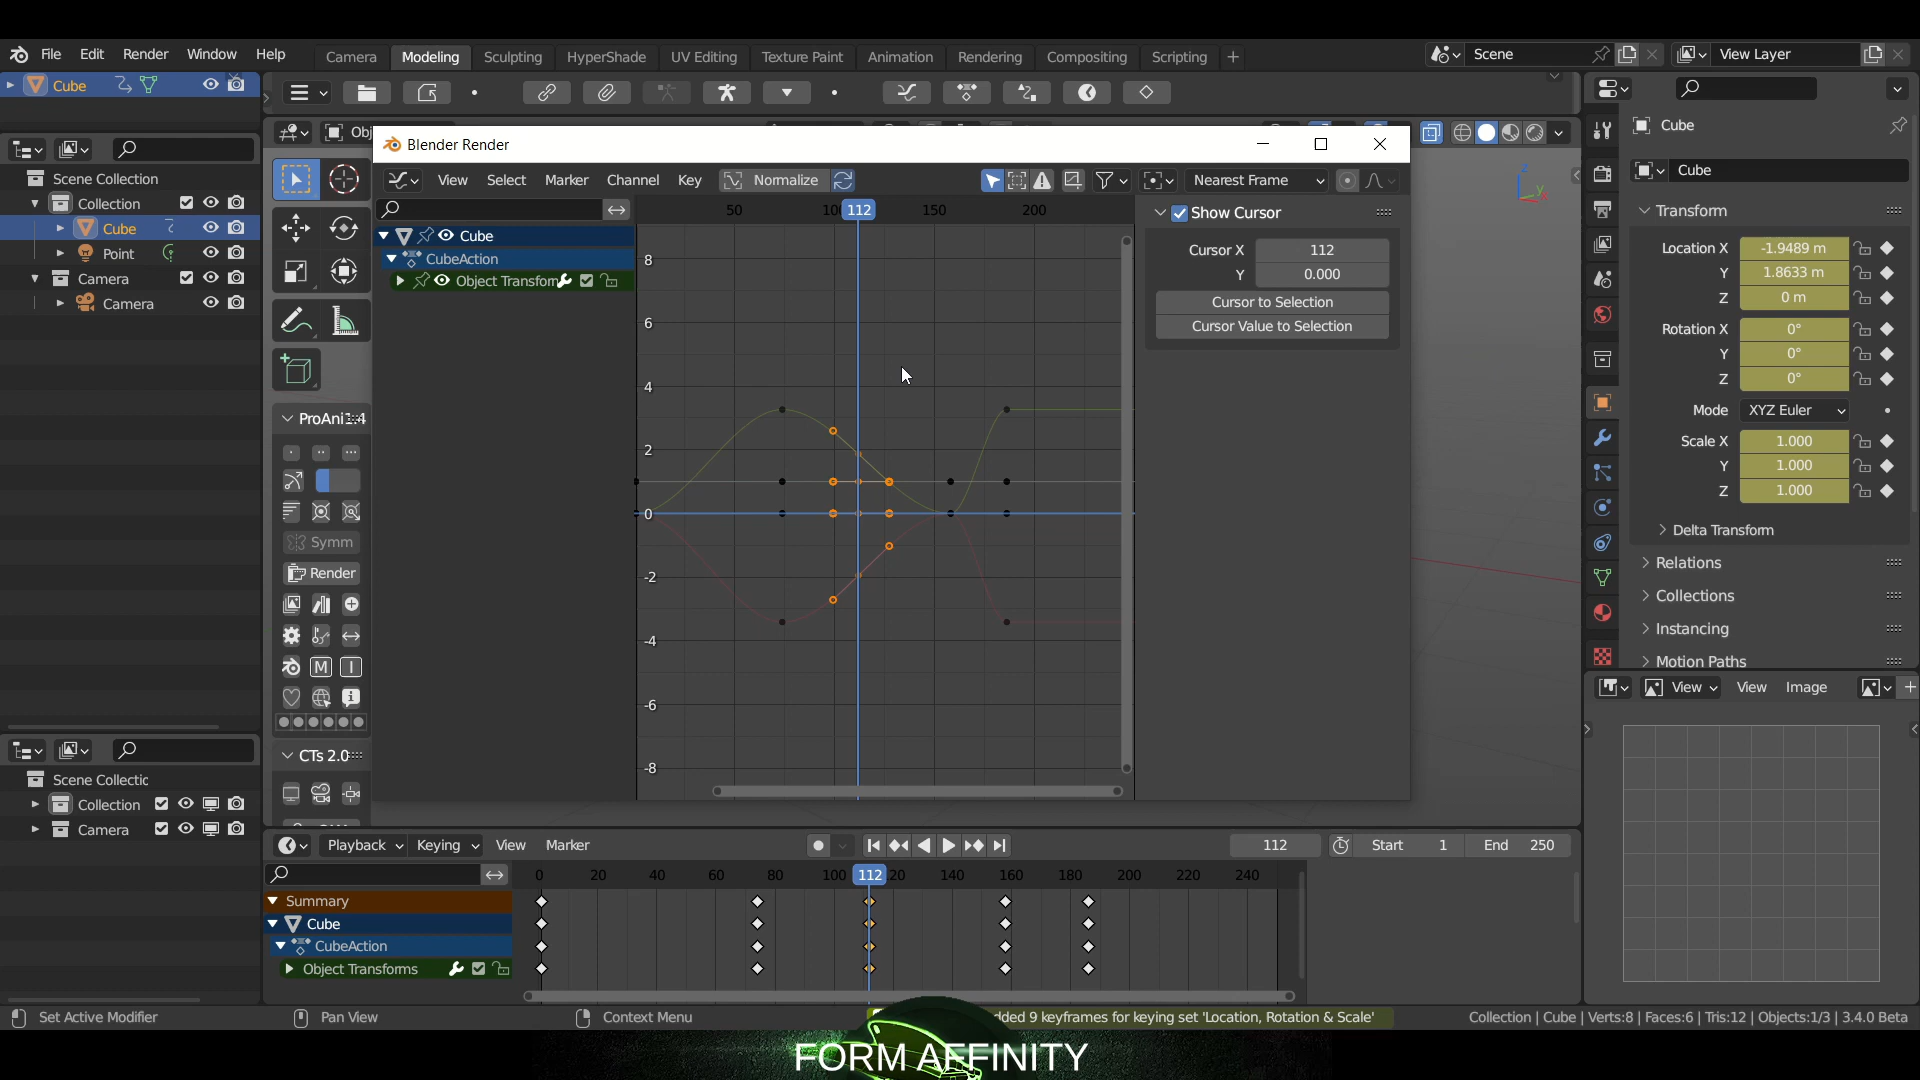 File Edit Render Window Help Camera Modeling Sculpting HyperShade UV Editing Texture Paint Animation Rendering Compositing Scripting + Scene View Layer
Cube
Obj
Blender Render
Cube
View Select Marker Channel Key Normalize Nearest Frame
Cube
Scene Collection
Collection
Cube
Point
Camera
Camera
50 100 112 150 200
Cube
CubeAction
Object Transform
8
6
4
2
0
-2
-4
-6
-8
Show Cursor
Cursor X 112
Y 0.000
Cursor to Selection
Cursor Value to Selection
Transform
Location X -1.9489 m
Y 1.8633 m
Z 0 m
Rotation X 0°
Y 0°
Z 0°
Mode XYZ Euler
Scale X 1.000
Y 1.000
Z 1.000
Delta Transform
Relations
Collections
Instancing
Motion Paths
View View Image
ProAni1.4
Symm
Render
M I
CTs 2.0
Scene Collectic
Collection
Camera
Playback Keying View Marker 112 Start 1 End 250
0 20 40 60 80 100 112 20 140 160 180 200 220 240
Summary
Cube
CubeAction
Object Transforms
Set Active Modifier Pan View Context Menu dded 9 keyframes for keying set 'Location, Rotation & Scale' Collection | Cube | Verts:8 | Faces:6 | Tris:12 | Objects:1/3 | 3.4.0 Beta
FORM AFFINITY